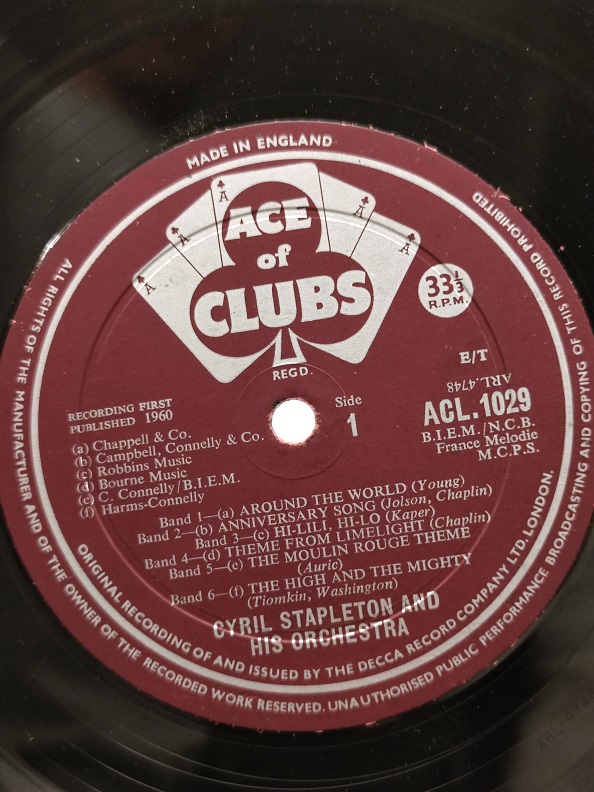 MADE IN ENGLAND
A
A
A
A
ACE
of
CLUBS
REGD.
33 1/3
R.P.M.
E/T
ARL.4748
RECORDING FIRST
PUBLISHED 1960
Side
1
ACL.1029
B.I.E.M./N.C.B.
France Melodie
M.C.P.S.
(a) Chappell & Co.
(b) Campbell, Connelly & Co.
(c) Robbins Music
(d) Bourne Music
(e) C. Connelly/B.I.E.M.
(f) Harms-Connelly
Band 1—(a) AROUND THE WORLD (Young)
Band 2—(b) ANNIVERSARY SONG (Jolson, Chaplin)
Band 3—(c) HI-LILI, HI-LO (Kaper)
Band 4—(d) THEME FROM LIMELIGHT (Chaplin)
Band 5—(e) THE MOULIN ROUGE THEME
(Auric)
Band 6—(f) THE HIGH AND THE MIGHTY
(Tiomkin, Washington)
CYRIL STAPLETON AND
HIS ORCHESTRA
ORIGINAL RECORDING OF AND ISSUED BY THE DECCA RECORD COMPANY LTD. LONDON.
ALL RIGHTS OF THE MANUFACTURER AND OF THE OWNER OF THE RECORDED WORK RESERVED. UNAUTHORISED PUBLIC PERFORMANCE BROADCASTING AND COPYING OF THIS RECORD PROHIBITED